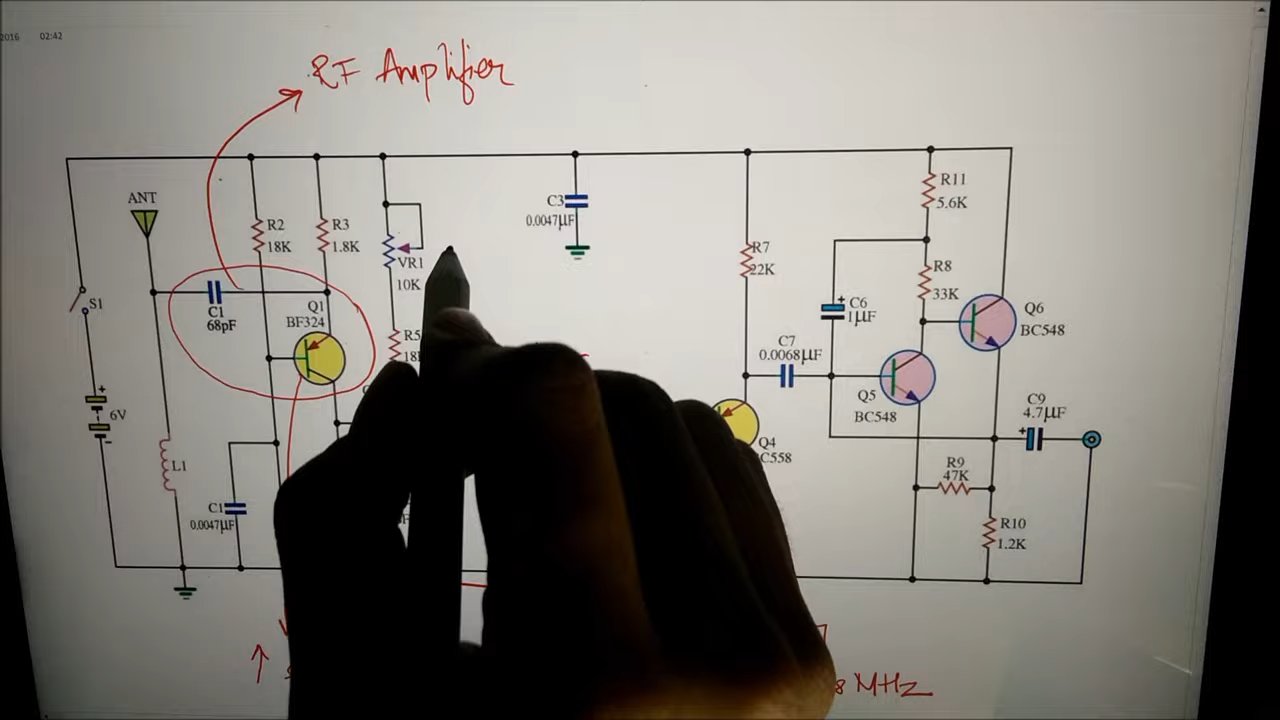 2016 02:42
RF Amplifier
ANT
S1
+
6V
-
L1
C1
68pF
C1
0.0047µF
R2
18K
R3
1.8K
Q1
BF324
VR1
10K
R5
C3
0.0047µF
R7
22K
Q4
C7
0.0068µF
+
C6
1µF
R11
5.6K
R8
33K
Q5
BC548
Q6
BC548
C9
4.7µF
+
R9
47K
R10
1.2K
MHz